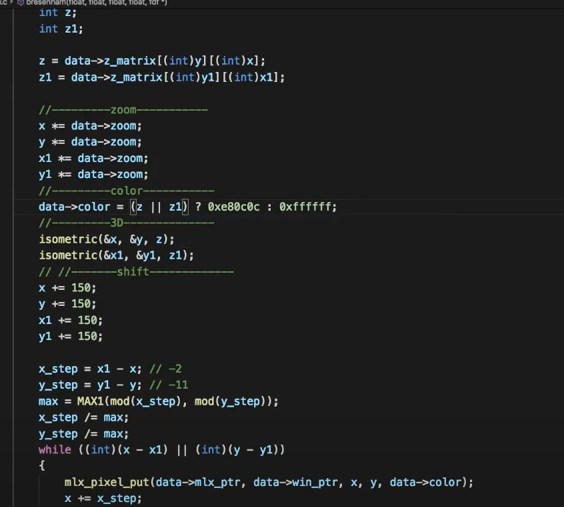 bresenham(float, float, float, float, fdf *)
int z;
int z1;
z = data->z_matrix[(int)y][(int)x];
z1 = data->z_matrix[(int)y1][(int)x1];
//---------zoom-----------
x *= data->zoom;
y *= data->zoom;
x1 *= data->zoom;
y1 *= data->zoom;
//---------color-----------
data->color = (z || z1) ? 0xe80c0c : 0xffffff;
//---------3D--------------
isometric(&x, &y, z);
isometric(&x1, &y1, z1);
// //-------shift-------------
x += 150;
y += 150;
x1 += 150;
y1 += 150;
x_step = x1 - x; // -2
y_step = y1 - y; // -11
max = MAX1(mod(x_step), mod(y_step));
x_step /= max;
y_step /= max;
while ((int)(x - x1) || (int)(y - y1))
{
mlx_pixel_put(data->mlx_ptr, data->win_ptr, x, y, data->color);
x += x_step;